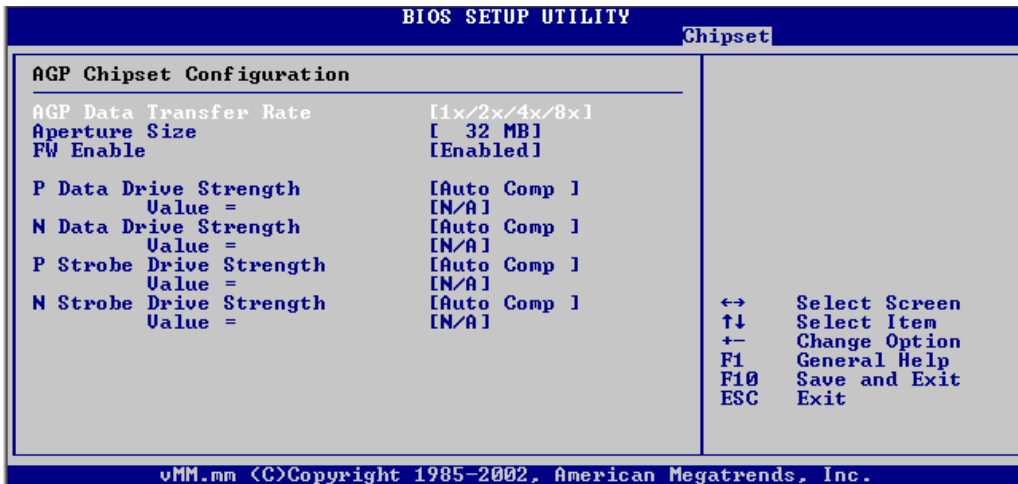 BIOS SETUP UTILITY
Chipset
AGP Chipset Configuration
AGP Data Transfer Rate [1x/2x/4x/8x]
Aperture Size [ 32 MB]
FW Enable [Enabled]
P Data Drive Strength [Auto Comp ]
Value = [N/A]
N Data Drive Strength [Auto Comp ]
Value = [N/A]
P Strobe Drive Strength [Auto Comp ]
Value = [N/A]
N Strobe Drive Strength [Auto Comp ]
Value = [N/A]
←→ Select Screen
↑↓ Select Item
+- Change Option
F1 General Help
F10 Save and Exit
ESC Exit
vMM.mm (C)Copyright 1985-2002, American Megatrends, Inc.